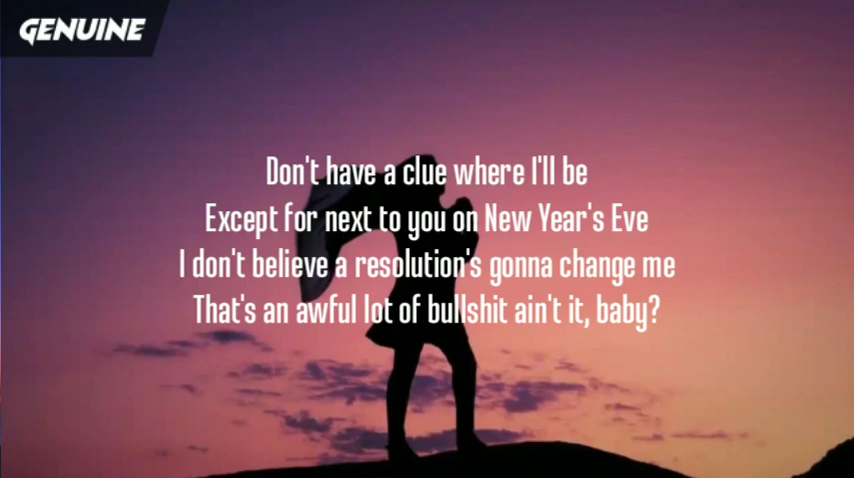 GENUINE
Don't have a clue where I'll be
Except for next to you on New Year's Eve
I don't believe a resolution's gonna change me
That's an awful lot of bullshit ain't it, baby?